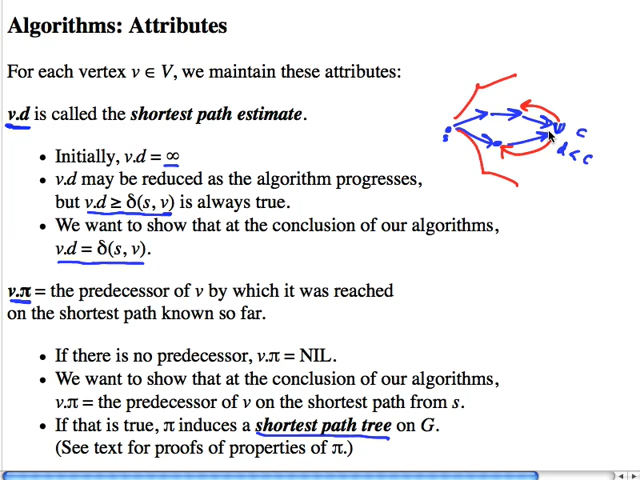 Algorithms: Attributes
For each vertex v ∈ V, we maintain these attributes:
v.d is called the shortest path estimate.
• Initially, v.d = ∞
• v.d may be reduced as the algorithm progresses,
but v.d ≥ δ(s, v) is always true.
• We want to show that at the conclusion of our algorithms,
v.d = δ(s, v).
v.π = the predecessor of v by which it was reached
on the shortest path known so far.
• If there is no predecessor, v.π = NIL.
• We want to show that at the conclusion of our algorithms,
v.π = the predecessor of v on the shortest path from s.
• If that is true, π induces a shortest path tree on G.
(See text for proofs of properties of π.)
s
v c
d < c